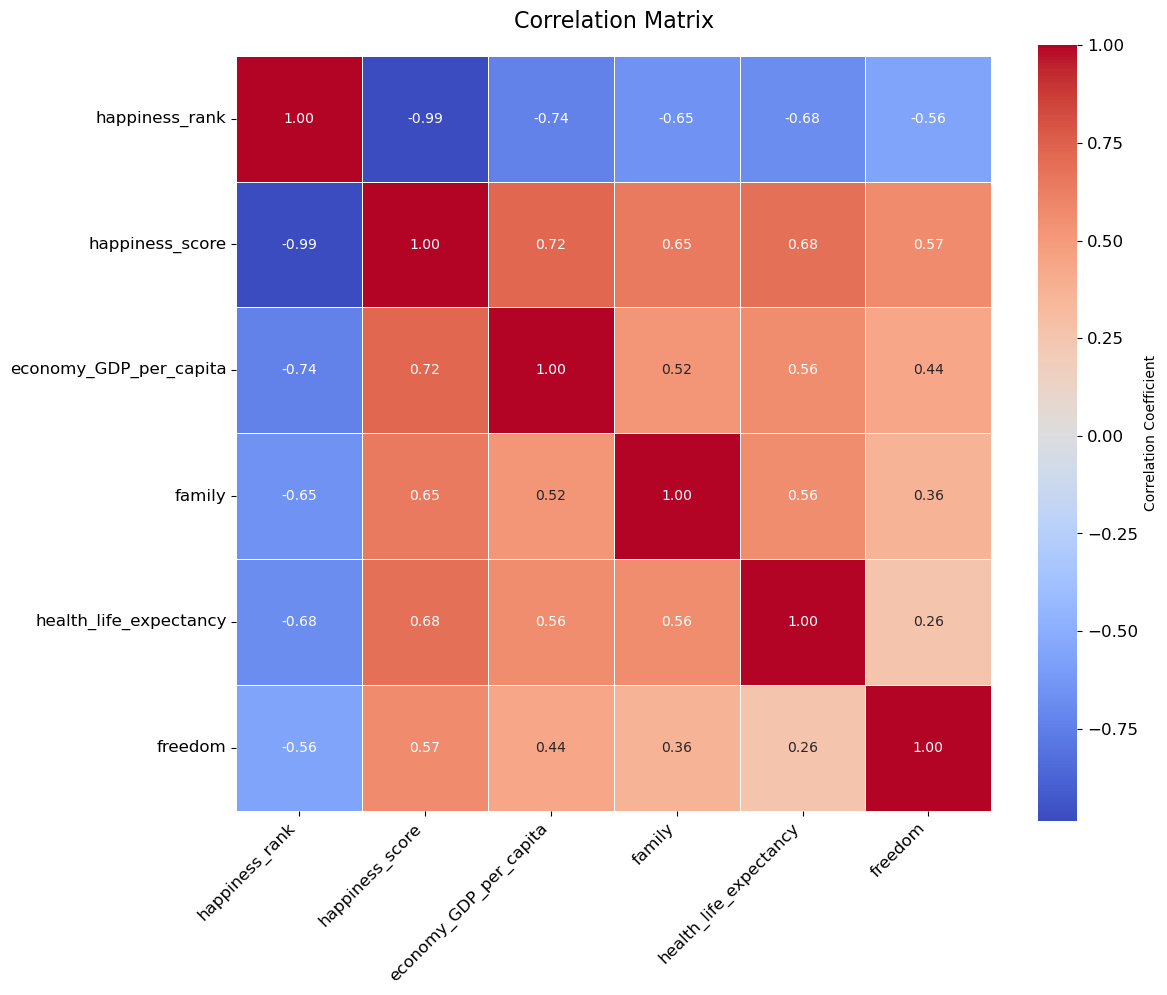 Correlation Matrix
happiness_rank 1.00 -0.99 -0.74 -0.65 -0.68 -0.56
happiness_score -0.99 1.00 0.72 0.65 0.68 0.57
economy_GDP_per_capita -0.74 0.72 1.00 0.52 0.56 0.44
family -0.65 0.65 0.52 1.00 0.56 0.36
health_life_expectancy -0.68 0.68 0.56 0.56 1.00 0.26
freedom -0.56 0.57 0.44 0.36 0.26 1.00
happiness_rank
happiness_score
economy_GDP_per_capita
family
health_life_expectancy
freedom
1.00
0.75
0.50
0.25
0.00
−0.25
−0.50
−0.75
Correlation Coefficient